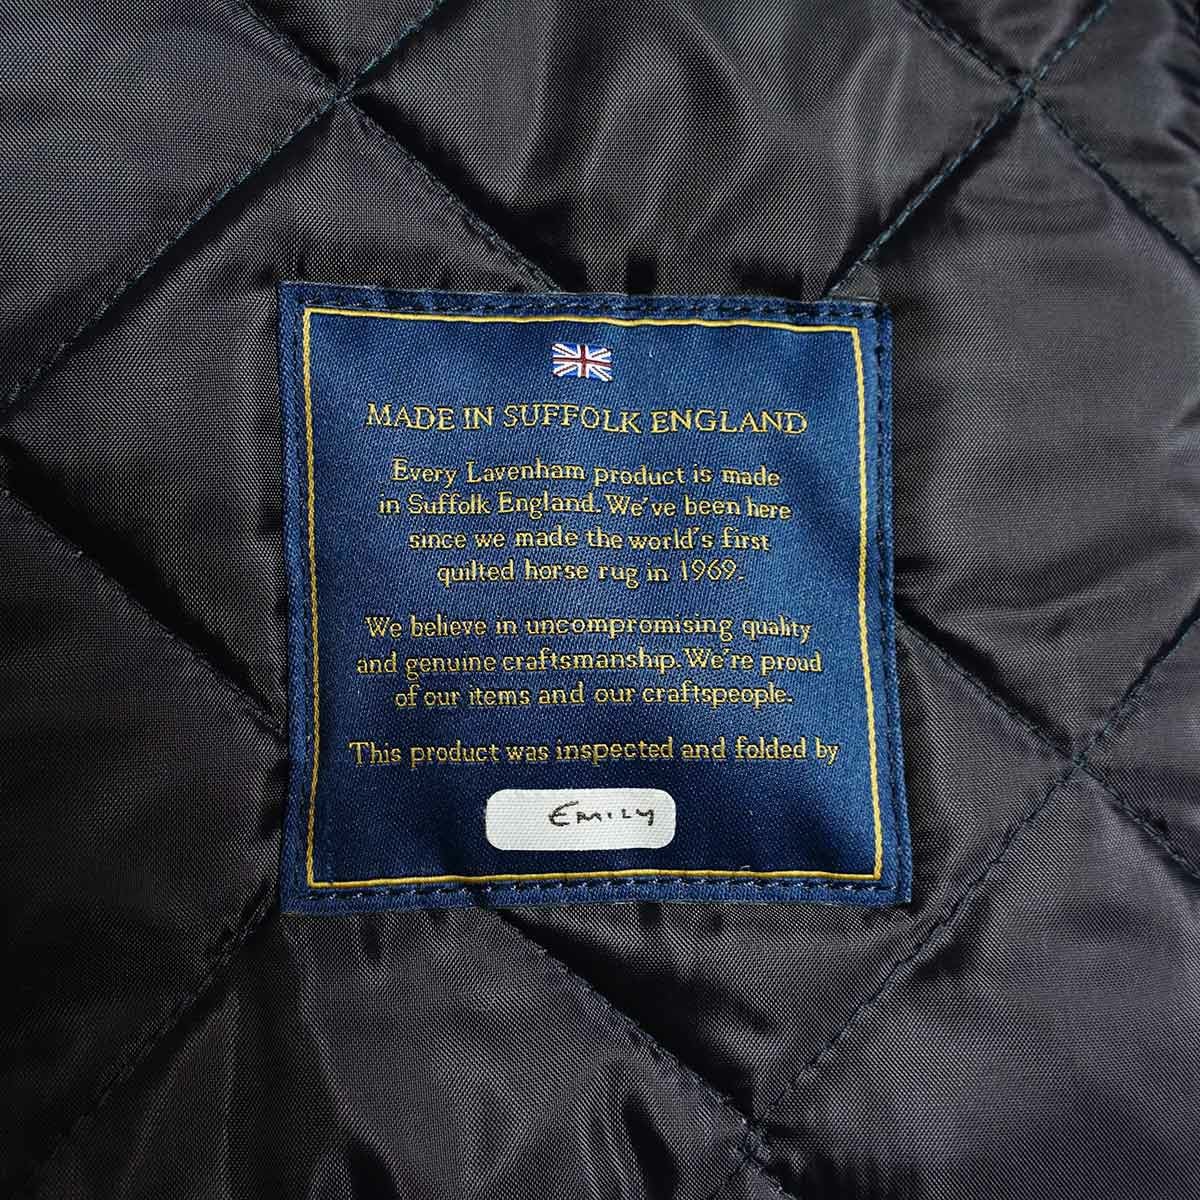 MADE IN SUFFOLK ENGLAND
Every Lavenham product is made
in Suffolk England. We've been here
since we made the world's first
quilted horse rug in 1969.
We believe in uncompromising quality
and genuine craftsmanship. We're proud
of our items and our craftspeople.
This product was inspected and folded by
EMILY